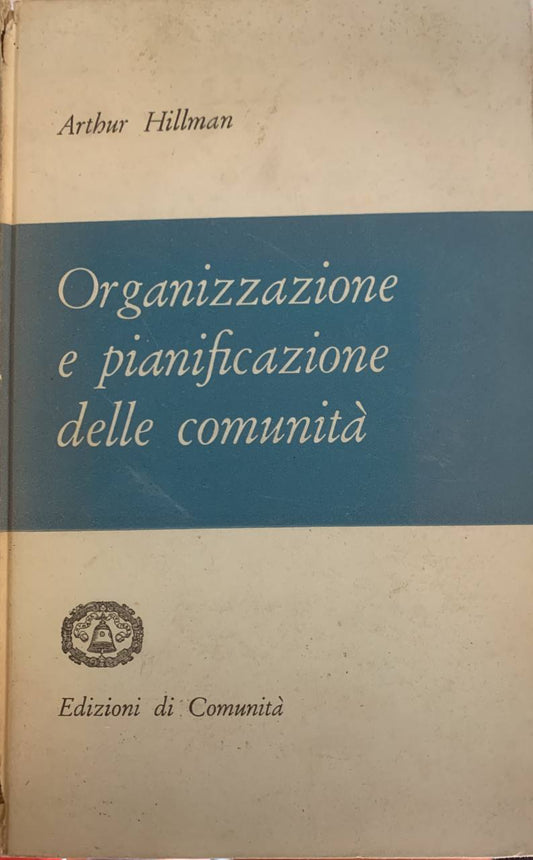 Arthur Hillman
Organizzazione
e pianificazione
delle comunità
Edizioni di Comunità